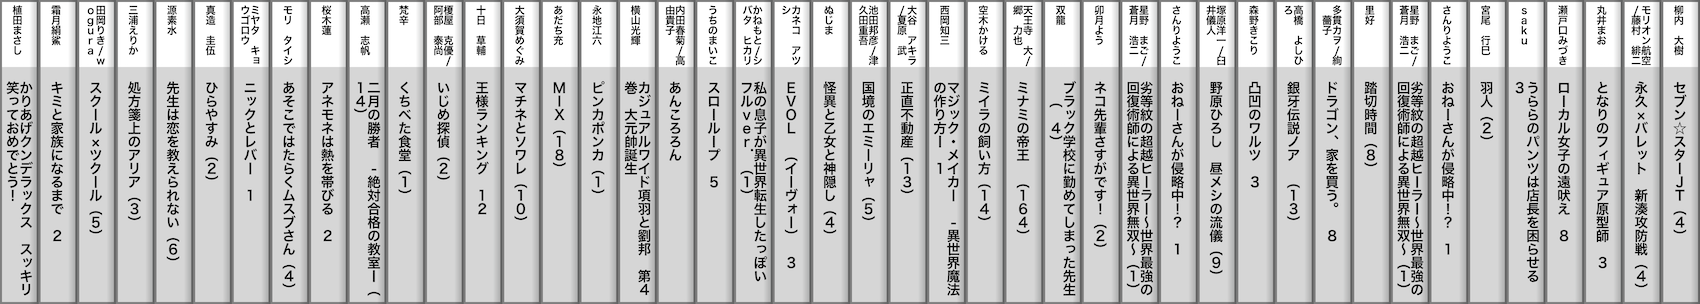 柳内 大樹
セブン☆スターJT(4)
モリオン航空
/藤村 緋二
永久×バレット 新湊攻防戦(4)
丸井まお
となりのフィギュア原型師 3
瀬戸口みづき
ローカル女子の遠吠え 8
saku
うららのパンツは店長を困らせる
3
宮尾 行巳
羽人(2)
さんりようこ
おねーさんが侵略中!? 1
星野 まご/
蒼月 浩二
劣等紋の超越ヒーラー~世界最強の
回復術師による異世界無双~(1)
里好
踏切時間(8)
多貫カヲ/絢
薔子
ドラゴン、家を買う。 8
高橋 よしひ
ろ
銀牙伝説ノア (13)
森野きこり
凸凹のワルツ 3
塚原洋一/臼
井儀人
野原ひろし 昼メシの流儀(9)
さんりようこ
おねーさんが侵略中!? 1
星野 まご/
蒼月 浩二
劣等紋の超越ヒーラー~世界最強の
回復術師による異世界無双~(1)
卯月よう
ネコ先輩さすがです!(2)
双龍
ブラック学校に勤めてしまった先生
(4)
天王寺 大/
郷 力也
ミナミの帝王 (164)
空木かける
ミイラの飼い方(14)
西岡知三
マジック・メイカー -異世界魔法
の作り方ー 1
大谷 アキラ
/夏原 武
正直不動産(13)
池田邦彦/津
久田重吾
国境のエミーリャ(5)
ぬじま
怪異と乙女と神隠し(4)
カネコ アツ
シ
EVOL (イーヴォー) 3
かねもと/シ
バタ ヒカリ
私の息子が異世界転生したっぽい
フルver.(1)
うちのまいこ
スローループ 5
内田春菊/高
由貴子
あんころろん
横山光輝
カジュアルワイド項羽と劉邦 第4
巻 大元帥誕生
永地江六
ピンカポンカ(1)
あだち充
MIX(18)
大須賀めぐみ
マチネとソワレ(10)
十日 草輔
王様ランキング 12
榎屋 克優/
阿部 泰尚
いじめ探偵(2)
梵辛
くちべた食堂(1)
高瀬 志帆
二月の勝者 -絶対合格の教室ー(
14)
桜木蓮
アネモネは熱を帯びる 2
モリ タイシ
あそこではたらくムスブさん(4)
ミヤタ キョ
ウゴロウ
ニックとレバー 1
真造 圭伍
ひらやすみ(2)
源素水
先生は恋を教えられない(6)
三浦えりか
処方箋上のアリア(3)
田岡りき/w
ogura
スクール×ツクール(5)
霜月絹鯊
キミと家族になるまで 2
植田まさし
かりあげクンデラックス スッキリ
笑っておめでとう!